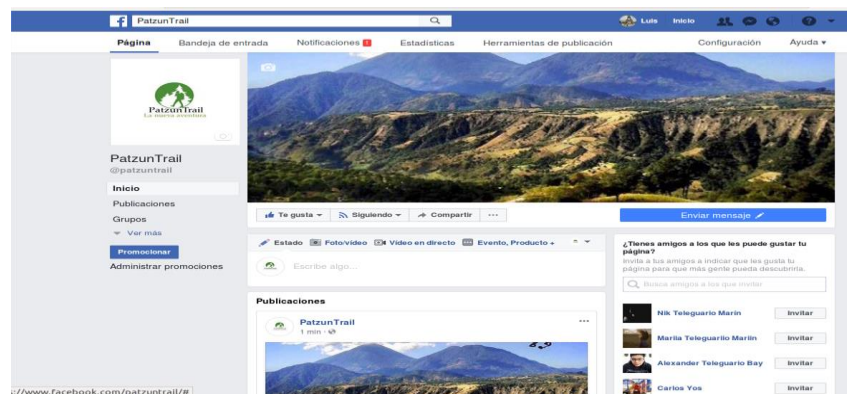 PatzunTrail
Luis Inicio
Página Bandeja de entrada Notificaciones 1 Estadísticas Herramientas de publicación Configuración Ayuda
PatzunTrail
La nueva aventura
PatzunTrail
@patzuntrail
Inicio
Publicaciones
Grupos
Ver más
Promocionar
Administrar promociones
Te gusta Siguiendo Compartir ...
Enviar mensaje
Estado Foto/video Video en directo Evento, Producto +
Escribe algo...
Publicaciones
PatzunTrail
1 min
...
¿Tienes amigos a los que les puede gustar tu página?
Invita a tus amigos a indicar que les gusta tu página para que más gente pueda descubrirla.
Busca amigos a los que invitar
Nik Teleguario Marín Invitar
Marila Teleguariio Mariin Invitar
Alexander Teleguario Bay Invitar
Carlos Yos Invitar
://www.facebook.com/patzuntrail/#